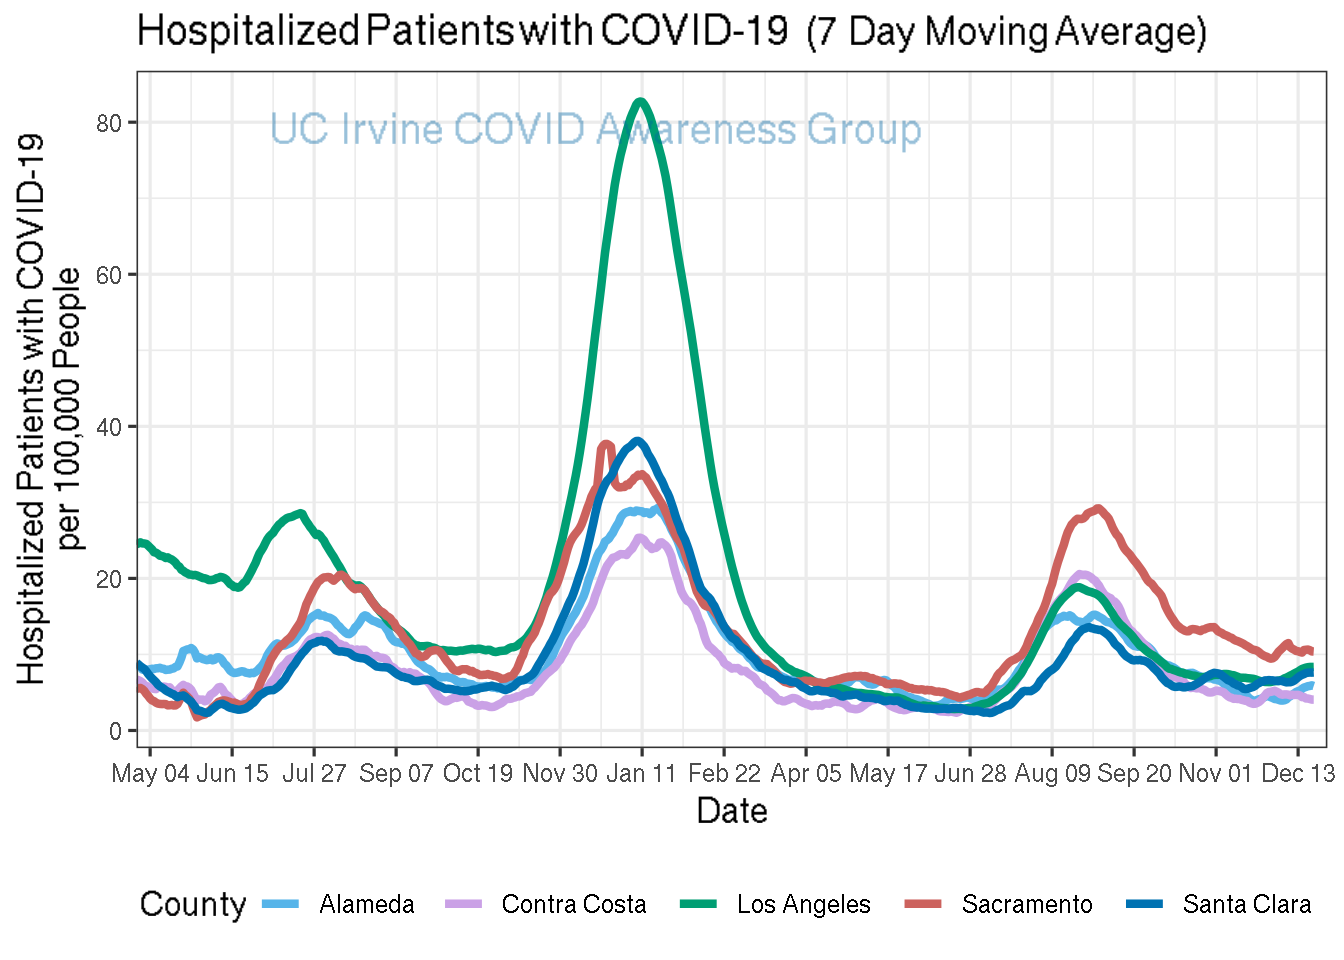 Hospitalized Patients with COVID-19 (7 Day Moving Average)
UC Irvine COVID Awareness Group
Hospitalized Patients with COVID-19
per 100,000 People
80
60
40
20
0
May 04 Jun 15 Jul 27 Sep 07 Oct 19 Nov 30 Jan 11 Feb 22 Apr 05 May 17 Jun 28 Aug 09 Sep 20 Nov 01 Dec 13
Date
County Alameda Contra Costa Los Angeles Sacramento Santa Clara